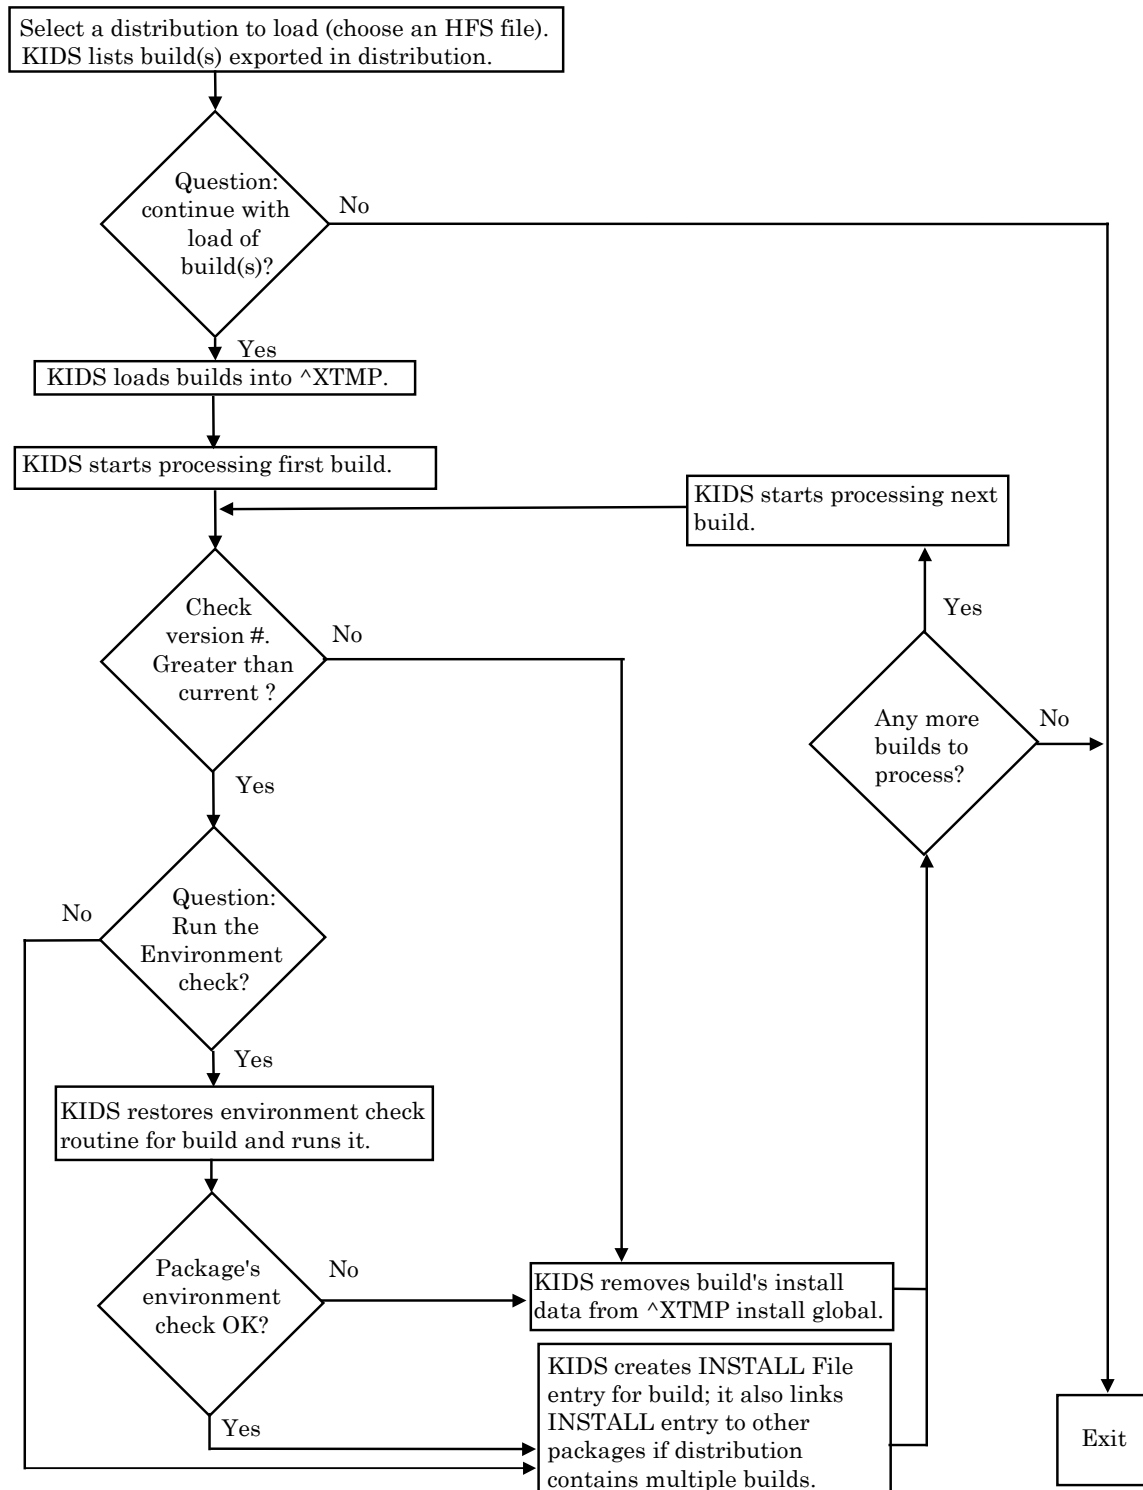 Select a distribution to load (choose an HFS file).
KIDS lists build(s) exported in distribution.
Question:
continue with
load of
build(s)?
No
Yes
KIDS loads builds into ^XTMP.
KIDS starts processing first build.
KIDS starts processing next
build.
Check
version #.
Greater than
current ?
No
Yes
Yes
Any more
builds to
process?
No
Question:
Run the
Environment
check?
No
Yes
KIDS restores environment check
routine for build and runs it.
Package's
environment
check OK?
No
Yes
KIDS removes build's install
data from ^XTMP install global.
KIDS creates INSTALL File
entry for build; it also links
INSTALL entry to other
packages if distribution
contains multiple builds.
Exit